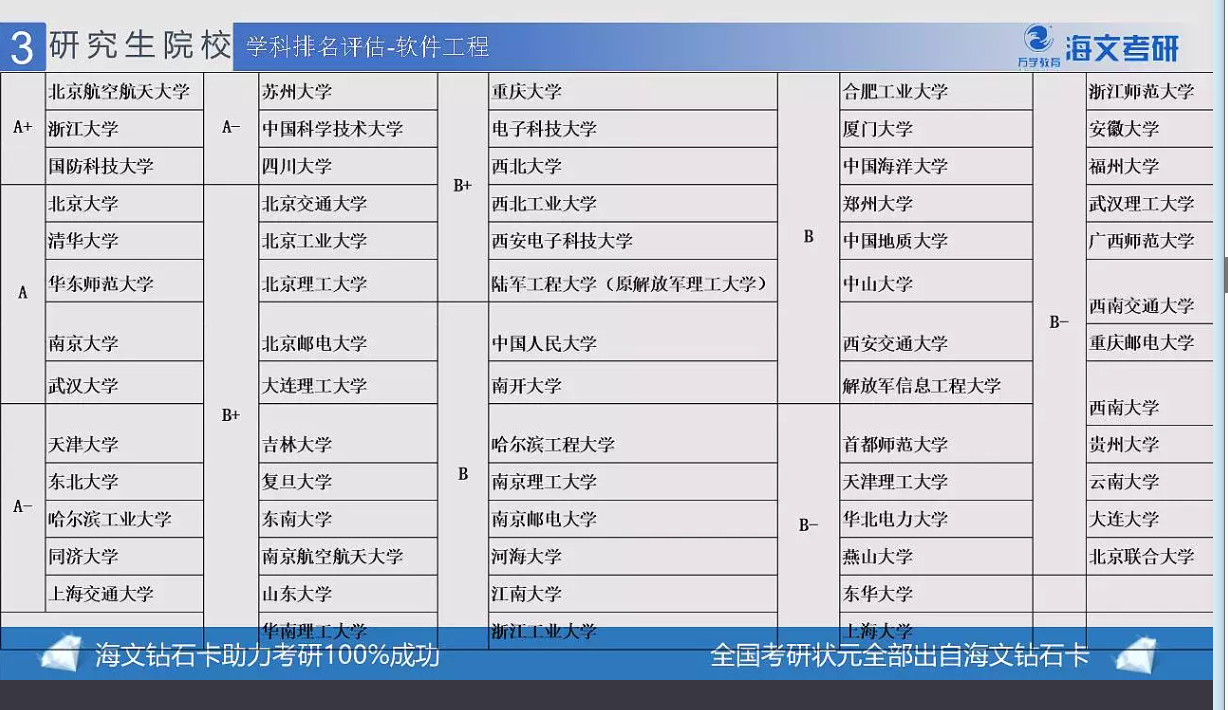 3 研究生院校 学科排名评估-软件工程 万学教育 海文考研
A+ 北京航空航天大学 A- 苏州大学 B+ 重庆大学 B 合肥工业大学 B- 浙江师范大学
浙江大学 中国科学技术大学 电子科技大学 厦门大学 安徽大学
国防科技大学 四川大学 西北大学 中国海洋大学 福州大学
A 北京大学 B+ 北京交通大学 西北工业大学 郑州大学 武汉理工大学
清华大学 北京工业大学 西安电子科技大学 中国地质大学 广西师范大学
华东师范大学 北京理工大学 陆军工程大学（原解放军理工大学） 中山大学 西南交通大学
南京大学 北京邮电大学 B 中国人民大学 西安交通大学 重庆邮电大学
武汉大学 大连理工大学 南开大学 解放军信息工程大学 西南大学
A- 天津大学 吉林大学 哈尔滨工程大学 B- 首都师范大学 贵州大学
东北大学 复旦大学 南京理工大学 天津理工大学 云南大学
哈尔滨工业大学 东南大学 南京邮电大学 华北电力大学 大连大学
同济大学 南京航空航天大学 河海大学 燕山大学 北京联合大学
上海交通大学 山东大学 江南大学 东华大学
华南理工大学 浙江工业大学 上海大学
海文钻石卡助力考研100%成功 全国考研状元全部出自海文钻石卡